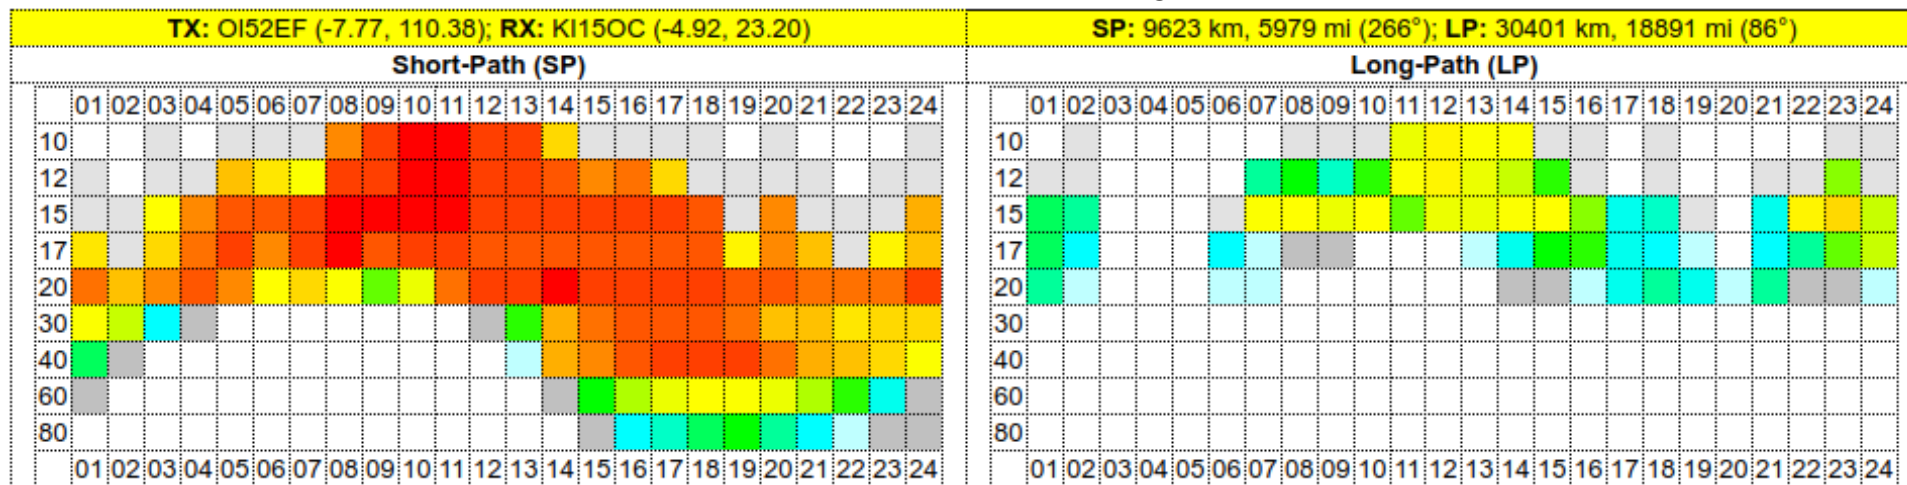 TX: OI52EF (-7.77, 110.38); RX: KI15OC (-4.92, 23.20)
SP: 9623 km, 5979 mi (266°); LP: 30401 km, 18891 mi (86°)
Short-Path (SP)
Long-Path (LP)
01 02 03 04 05 06 07 08 09 10 11 12 13 14 15 16 17 18 19 20 21 22 23 24
10
12
15
17
20
30
40
60
80
01 02 03 04 05 06 07 08 09 10 11 12 13 14 15 16 17 18 19 20 21 22 23 24
01 02 03 04 05 06 07 08 09 10 11 12 13 14 15 16 17 18 19 20 21 22 23 24
10
12
15
17
20
30
40
60
80
01 02 03 04 05 06 07 08 09 10 11 12 13 14 15 16 17 18 19 20 21 22 23 24